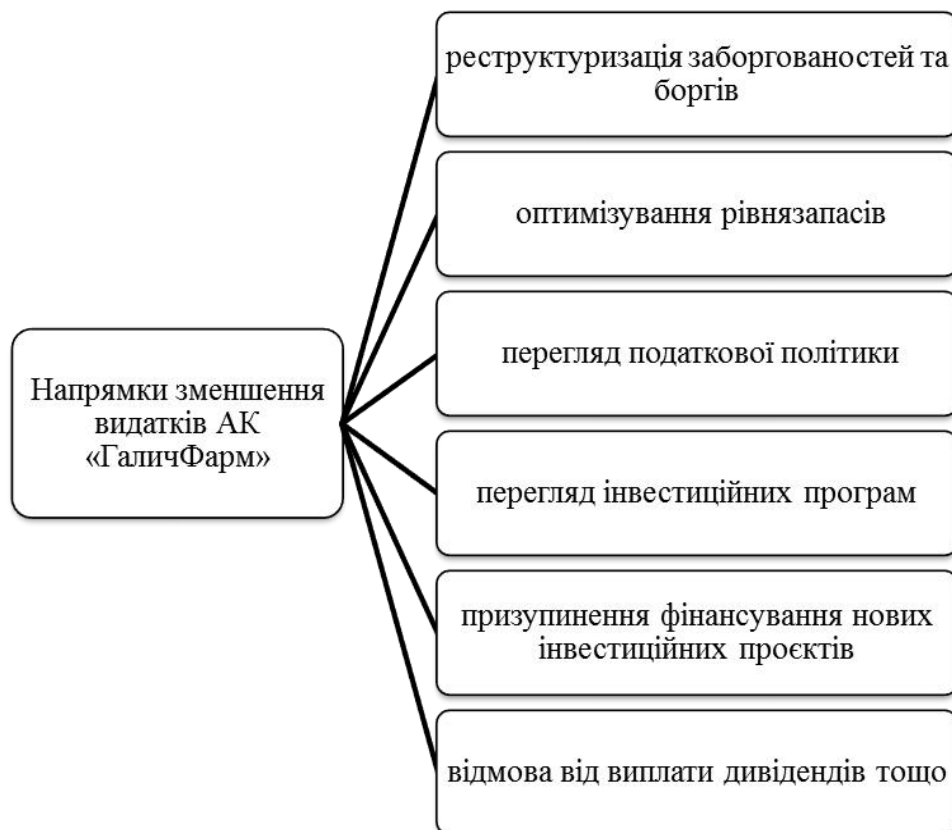 реструктуризація заборгованостей та
боргів
оптимізування рівнязапасів
перегляд податкової політики
Напрямки зменшення
видатків АК
«ГаличФарм»
перегляд інвестиційних програм
призупинення фінансування нових
інвестиційних проєктів
відмова від виплати дивідендів тощо